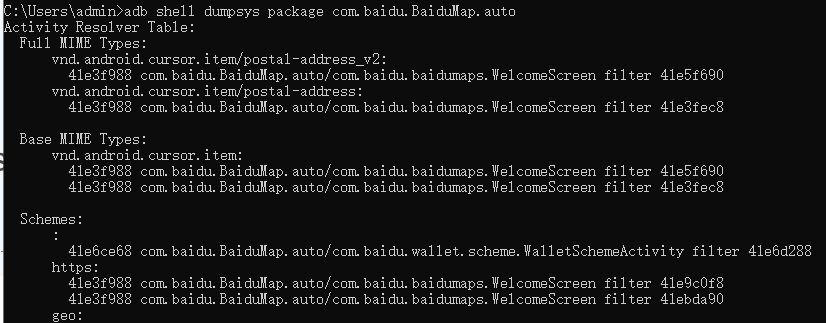 C:\Users\admin>adb shell dumpsys package com.baidu.BaiduMap.auto
Activity Resolver Table:
Full MIME Types:
vnd.android.cursor.item/postal-address_v2:
41e3f988 com.baidu.BaiduMap.auto/com.baidu.baidumaps.WelcomeScreen filter 41e5f690
vnd.android.cursor.item/postal-address:
41e3f988 com.baidu.BaiduMap.auto/com.baidu.baidumaps.WelcomeScreen filter 41e3fec8
Base MIME Types:
vnd.android.cursor.item:
41e3f988 com.baidu.BaiduMap.auto/com.baidu.baidumaps.WelcomeScreen filter 41e5f690
41e3f988 com.baidu.BaiduMap.auto/com.baidu.baidumaps.WelcomeScreen filter 41e3fec8
Schemes:
:
41e6ce68 com.baidu.BaiduMap.auto/com.baidu.wallet.scheme.WalletSchemeActivity filter 41e6d288
https:
41e3f988 com.baidu.BaiduMap.auto/com.baidu.baidumaps.WelcomeScreen filter 41e9c0f8
41e3f988 com.baidu.BaiduMap.auto/com.baidu.baidumaps.WelcomeScreen filter 41ebda90
geo: